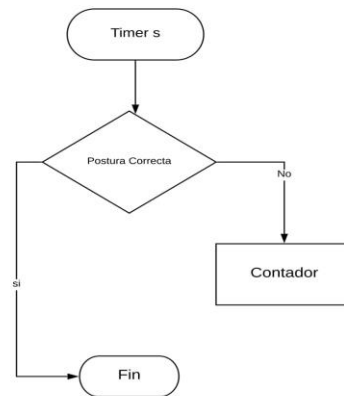 Timer s
Postura Correcta
No
Contador
si
Fin